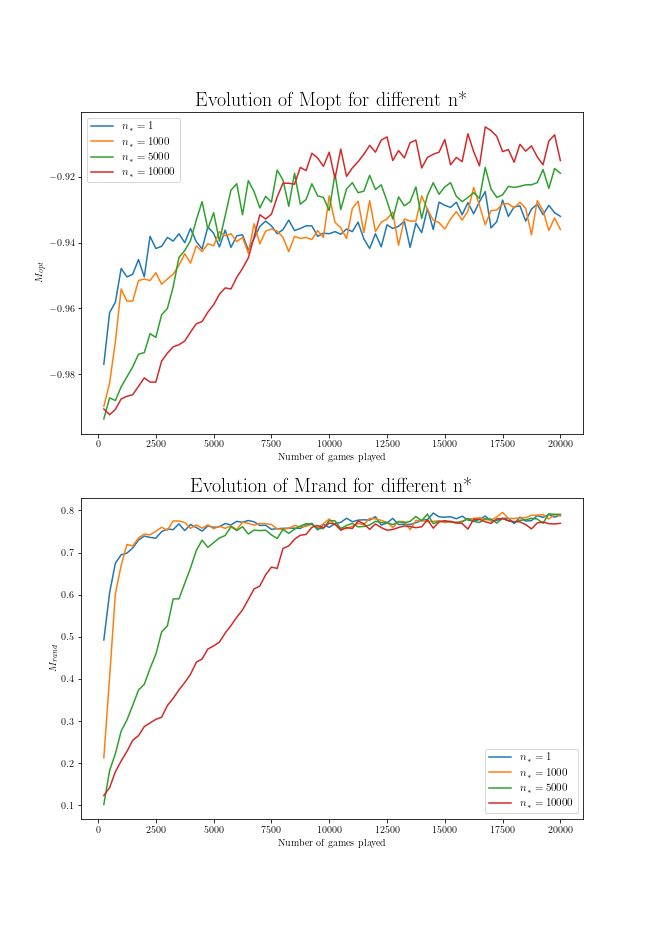 Evolution of Mopt for different n*
n* = 1
n* = 1000
n* = 5000
n* = 10000
−0.92
−0.94
−0.96
−0.98
M_opt
0 2500 5000 7500 10000 12500 15000 17500 20000
Number of games played
Evolution of Mrand for different n*
0.8
0.7
0.6
0.5
0.4
0.3
0.2
0.1
M_rand
n* = 1
n* = 1000
n* = 5000
n* = 10000
0 2500 5000 7500 10000 12500 15000 17500 20000
Number of games played